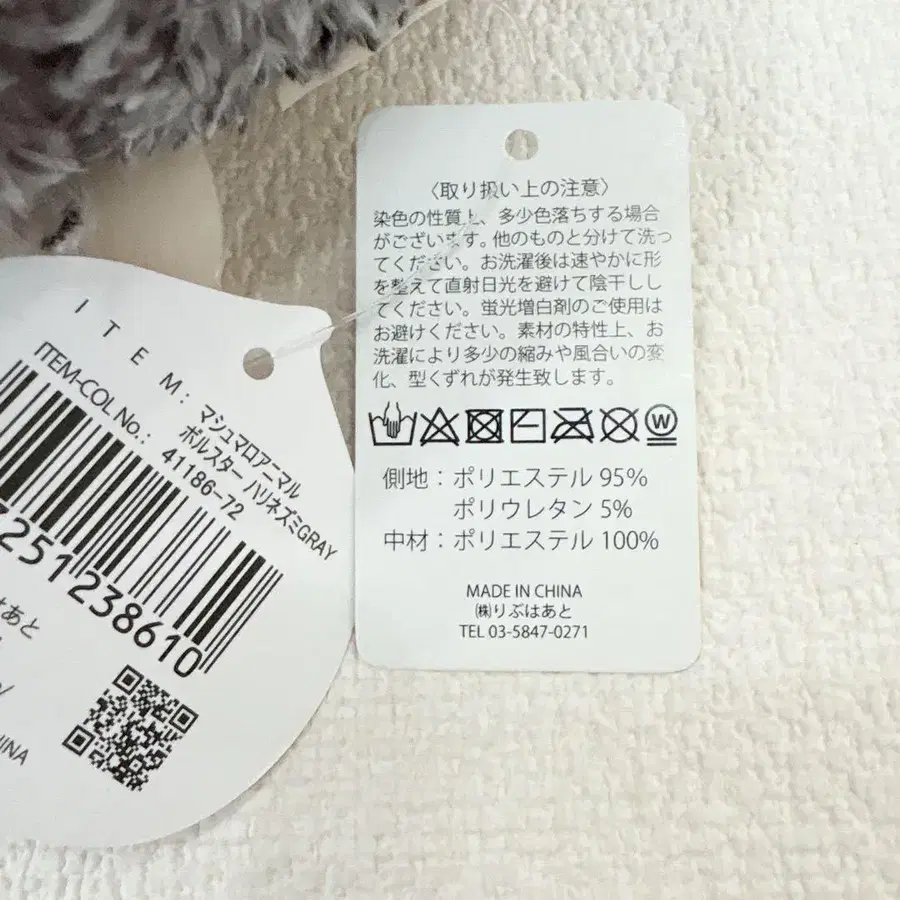 〈取り扱い上の注意〉
染色の性質上、多少色落ちする場合
がございます。他のものと分けて洗っ
てください。お洗濯後は速やかに形
を整えて直射日光を避けて陰干しし
てください。蛍光増白剤のご使用は
お避けください。素材の特性上、お
洗濯により多少の縮みや風合いの変
化、型くずれが発生致します。
W
側地：ポリエステル 95%
ポリウレタン 5%
中材：ポリエステル 100%
MADE IN CHINA
㈱りぶはあと
TEL 03-5847-0271
ITEM：マシュマロアニマル
ボルスター ハリネズミGRAY
ITEM-COL No.: 41186-72
251238610
はあと